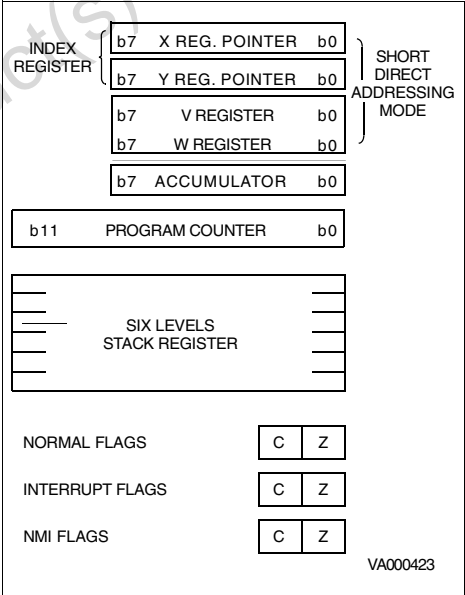 INDEX
REGISTER
b7 X REG. POINTER b0
b7 Y REG. POINTER b0
b7 V REGISTER b0
b7 W REGISTER b0
SHORT
DIRECT
ADDRESSING
MODE
b7 ACCUMULATOR b0
b11 PROGRAM COUNTER b0
SIX LEVELS
STACK REGISTER
NORMAL FLAGS C Z
INTERRUPT FLAGS C Z
NMI FLAGS C Z
VA000423